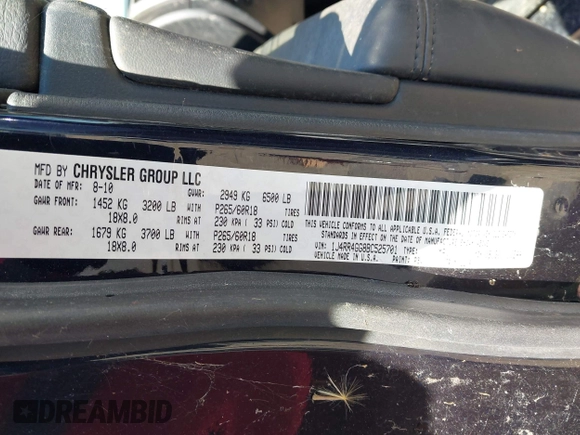 MFD BY CHRYSLER GROUP LLC
DATE OF MFR: 8-10 GVWR: 2949 KG 6500 LB
GAWR FRONT: 1452 KG 3200 LB WITH P265/60R18 TIRES
18X8.0 RIMS AT 230 KPA ( 33 PSI) COLD
GAWR REAR: 1679 KG 3700 LB WITH P265/60R18 TIRES
18X8.0 RIMS AT 230 KPA ( 33 PSI) COLD
THIS VEHICLE CONFORMS TO ALL APPLICABLE U.S.A. FEDERAL
STANDARDS IN EFFECT ON THE DATE OF MANUFACTURE
VIN: TYPE:
VEHICLE MADE IN U.S.A. PAINT:
DREAMBID